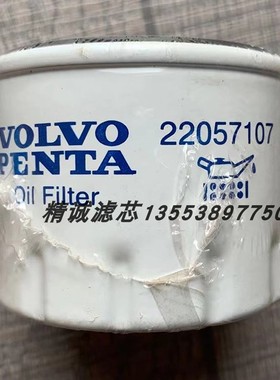 VOLVO
PENTA
22057107
Oil Filter
精诚滤芯13553897750